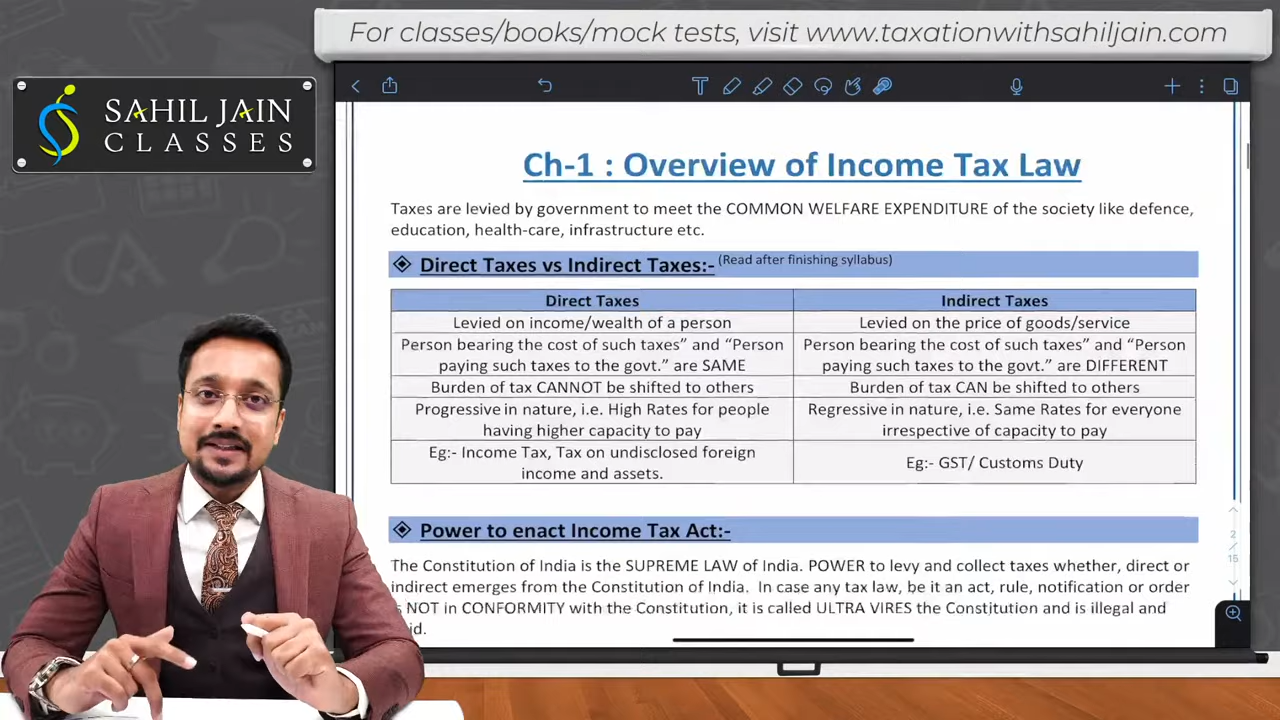 For classes/books/mock tests, visit www.taxationwithsahiljain.com
SAHIL JAIN
CLASSES
Ch-1 : Overview of Income Tax Law
Taxes are levied by government to meet the COMMON WELFARE EXPENDITURE of the society like defence,
education, health-care, infrastructure etc.
Direct Taxes vs Indirect Taxes:- (Read after finishing syllabus)
Direct Taxes
Indirect Taxes
Levied on income/wealth of a person
Levied on the price of goods/service
Person bearing the cost of such taxes” and “Person
paying such taxes to the govt.” are SAME
Person bearing the cost of such taxes” and “Person
paying such taxes to the govt.” are DIFFERENT
Burden of tax CANNOT be shifted to others
Burden of tax CAN be shifted to others
Progressive in nature, i.e. High Rates for people
having higher capacity to pay
Regressive in nature, i.e. Same Rates for everyone
irrespective of capacity to pay
Eg:- Income Tax, Tax on undisclosed foreign
income and assets.
Eg:- GST/ Customs Duty
Power to enact Income Tax Act:-
The Constitution of India is the SUPREME LAW of India. POWER to levy and collect taxes whether, direct or
indirect emerges from the Constitution of India. In case any tax law, be it an act, rule, notification or order
NOT in CONFORMITY with the Constitution, it is called ULTRA VIRES the Constitution and is illegal and
2
/
15